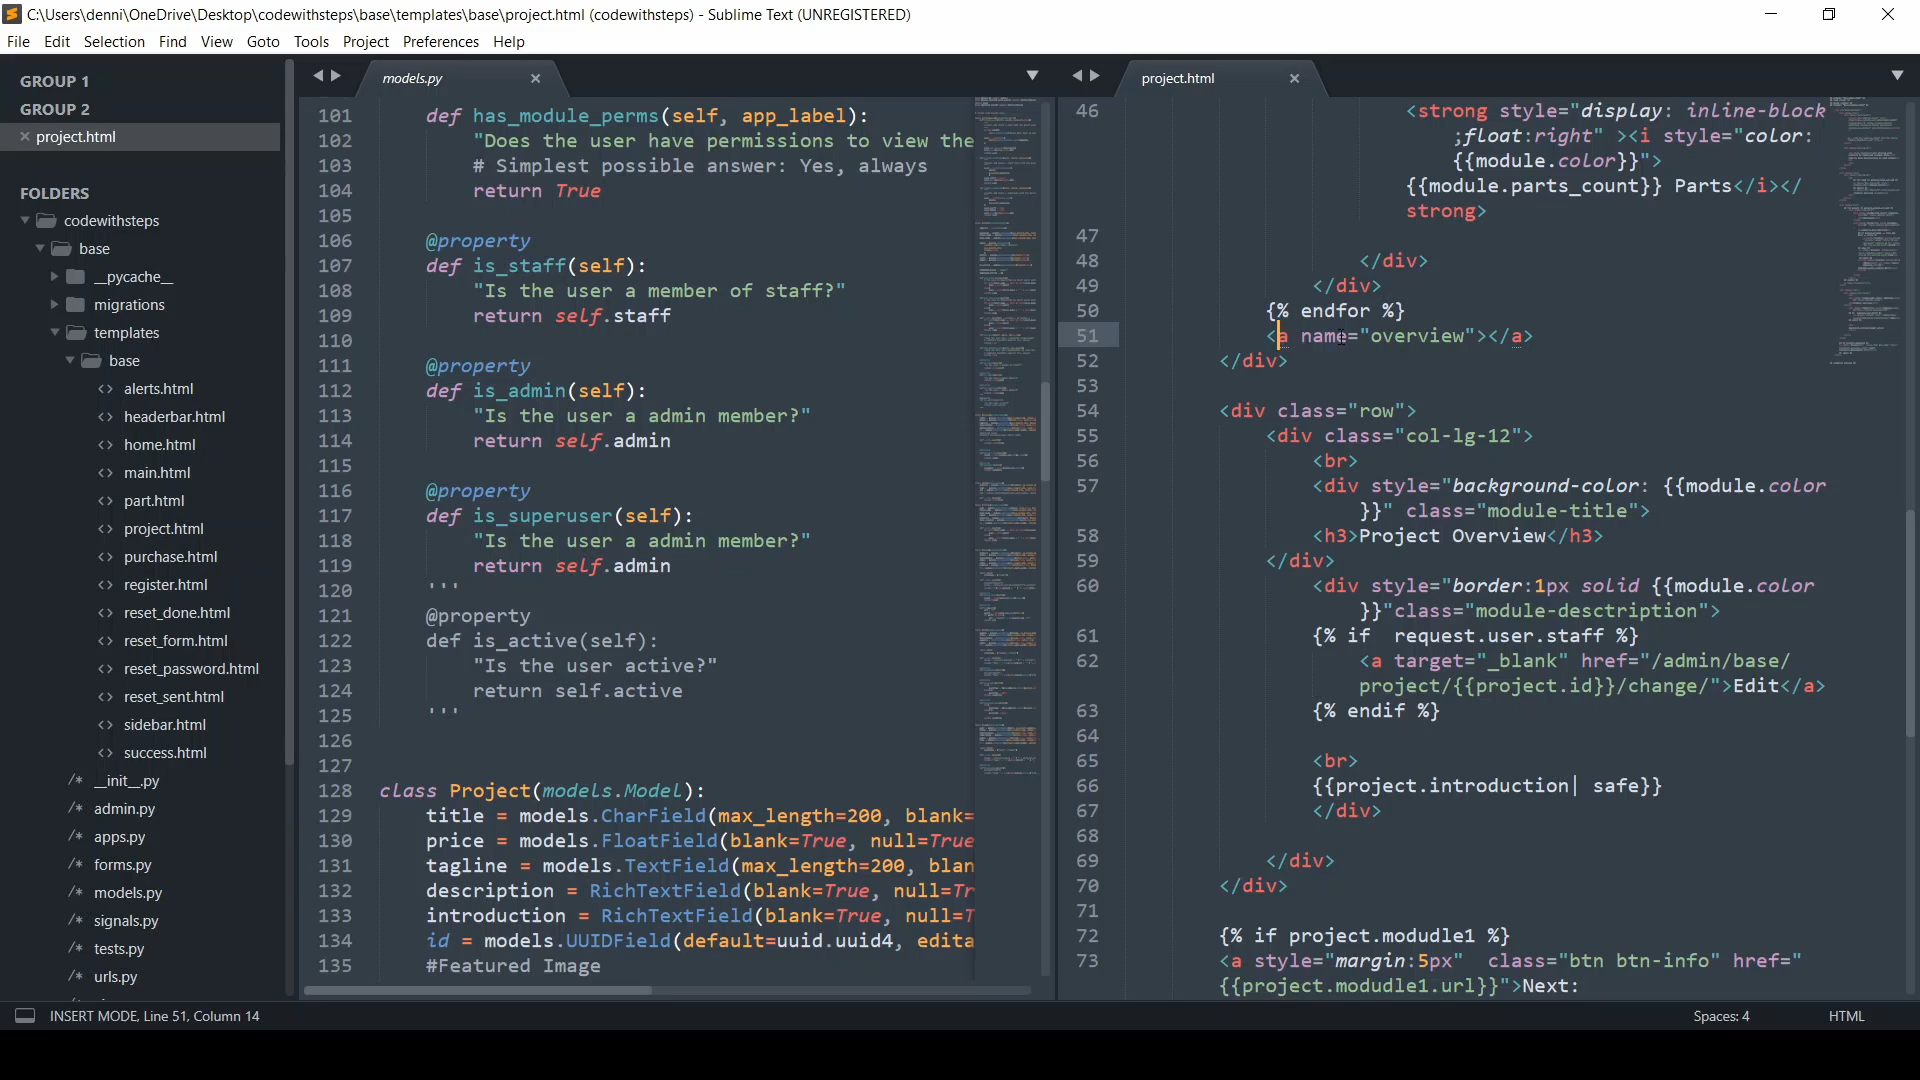 C:\Users\denni\OneDrive\Desktop\codewithsteps\base\templates\base\project.html (codewithsteps) - Sublime Text (UNREGISTERED)
File Edit Selection Find View Goto Tools Project Preferences Help
GROUP 1
GROUP 2
project.html
FOLDERS
codewithsteps
base
__pycache__
migrations
templates
base
alerts.html
headerbar.html
home.html
main.html
part.html
project.html
purchase.html
register.html
reset_done.html
reset_form.html
reset_password.html
reset_sent.html
sidebar.html
success.html
__init__.py
admin.py
apps.py
forms.py
models.py
signals.py
tests.py
urls.py
models.py
101 def has_module_perms(self, app_label):
102 "Does the user have permissions to view the
103 # Simplest possible answer: Yes, always
104 return True
105
106 @property
107 def is_staff(self):
108 "Is the user a member of staff?"
109 return self.staff
110
111 @property
112 def is_admin(self):
113 "Is the user a admin member?"
114 return self.admin
115
116 @property
117 def is_superuser(self):
118 "Is the user a admin member?"
119 return self.admin
120 '''
121 @property
122 def is_active(self):
123 "Is the user active?"
124 return self.active
125 '''
126
127
128 class Project(models.Model):
129 title = models.CharField(max_length=200, blank=
130 price = models.FloatField(blank=True, null=True
131 tagline = models.TextField(max_length=200, blan
132 description = RichTextField(blank=True, null=Tr
133 introduction = RichTextField(blank=True, null=T
134 id = models.UUIDField(default=uuid.uuid4, edita
135 #Featured Image
project.html
46 <strong style="display: inline-block
;float:right" ><i style="color:
{{module.color}}">
{{module.parts_count}} Parts</i></
strong>
47
48 </div>
49 </div>
50 {% endfor %}
51 <a name="overview"></a>
52 </div>
53
54 <div class="row">
55 <div class="col-lg-12">
56 <br>
57 <div style="background-color: {{module.color
}}" class="module-title">
58 <h3>Project Overview</h3>
59 </div>
60 <div style="border:1px solid {{module.color
}}"class="module-desctription">
61 {% if  request.user.staff %}
62 <a target="_blank" href="/admin/base/
project/{{project.id}}/change/">Edit</a>
63 {% endif %}
64
65 <br>
66 {{project.introduction| safe}}
67 </div>
68
69 </div>
70 </div>
71
72 {% if project.modudle1 %}
73 <a style="margin:5px"  class="btn btn-info" href="
{{project.modudle1.url}}">Next:
INSERT MODE, Line 51, Column 14
Spaces: 4
HTML